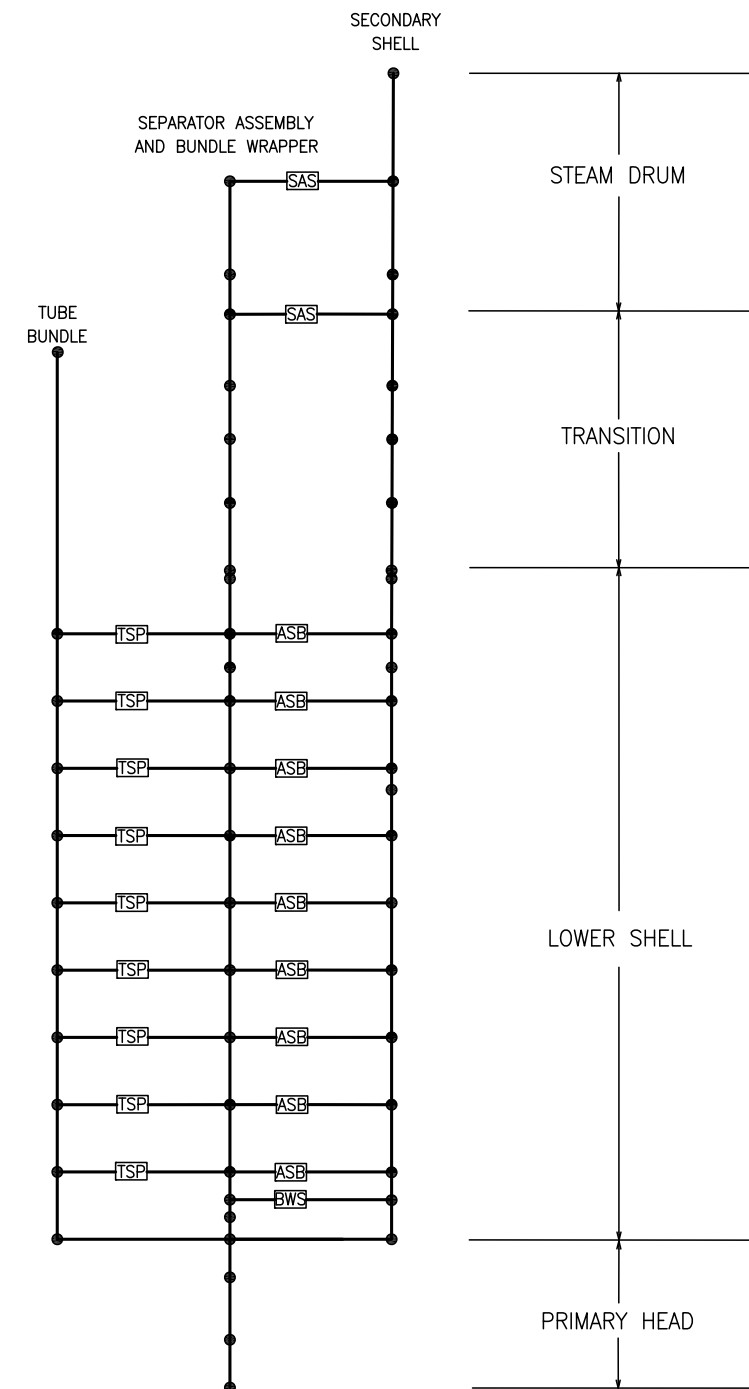 SECONDARY
SHELL
SEPARATOR ASSEMBLY
AND BUNDLE WRAPPER
SAS
STEAM DRUM
TUBE
BUNDLE
SAS
TRANSITION
TSP ASB
TSP ASB
TSP ASB
TSP ASB
TSP ASB
LOWER SHELL
TSP ASB
TSP ASB
TSP ASB
TSP ASB
BWS
PRIMARY HEAD